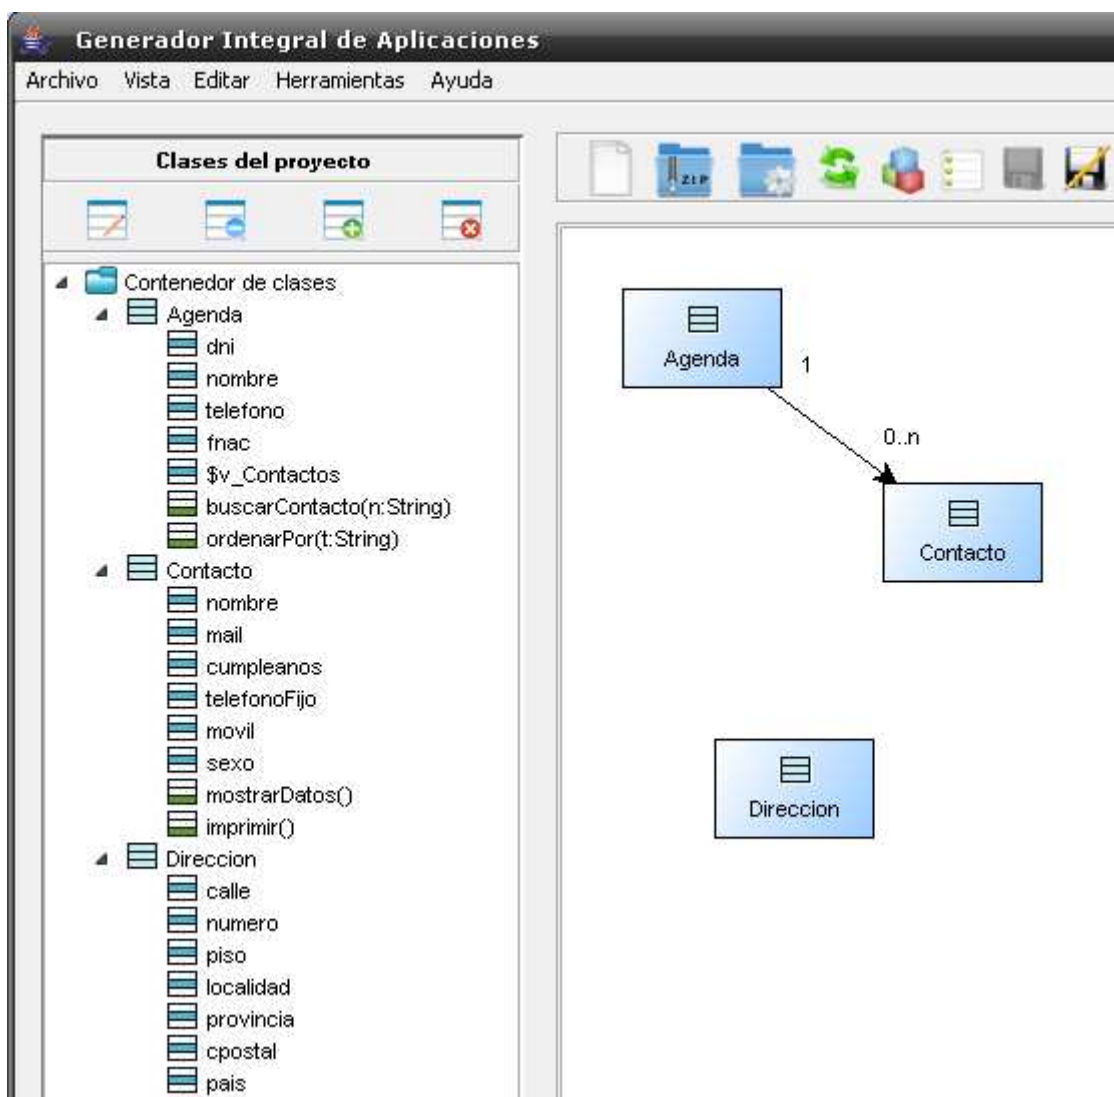 Generador Integral de Aplicaciones
Archivo Vista Editar Herramientas Ayuda
Clases del proyecto
ZIP
Contenedor de clases
Agenda
dni
nombre
telefono
fnac
$v_Contactos
buscarContacto(n:String)
ordenarPor(t:String)
Contacto
nombre
mail
cumpleanos
telefonoFijo
movil
sexo
mostrarDatos()
imprimir()
Direccion
calle
numero
piso
localidad
provincia
cpostal
pais
Agenda
1
0..n
Contacto
Direccion